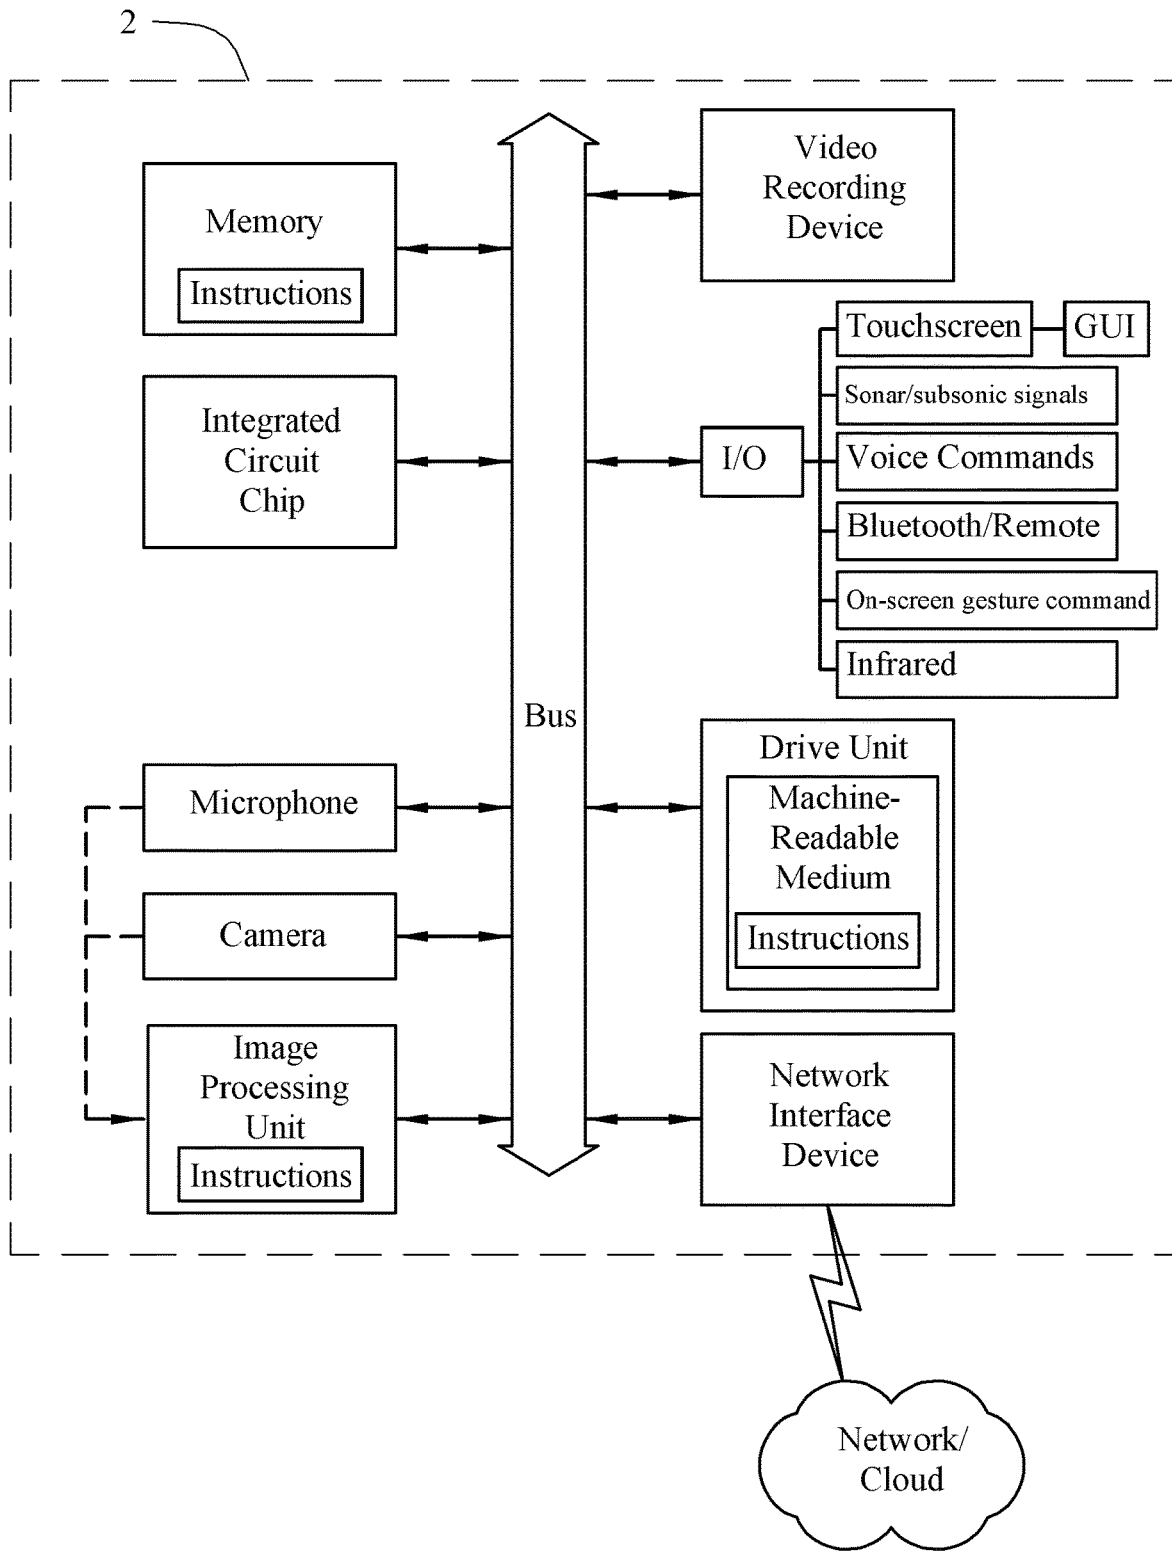 2
Memory
Instructions
Integrated
Circuit
Chip
Microphone
Camera
Image
Processing
Unit
Instructions
Bus
Video
Recording
Device
I/O
Touchscreen
GUI
Sonar/subsonic signals
Voice Commands
Bluetooth/Remote
On-screen gesture command
Infrared
Drive Unit
Machine-
Readable
Medium
Instructions
Network
Interface
Device
Network/
Cloud